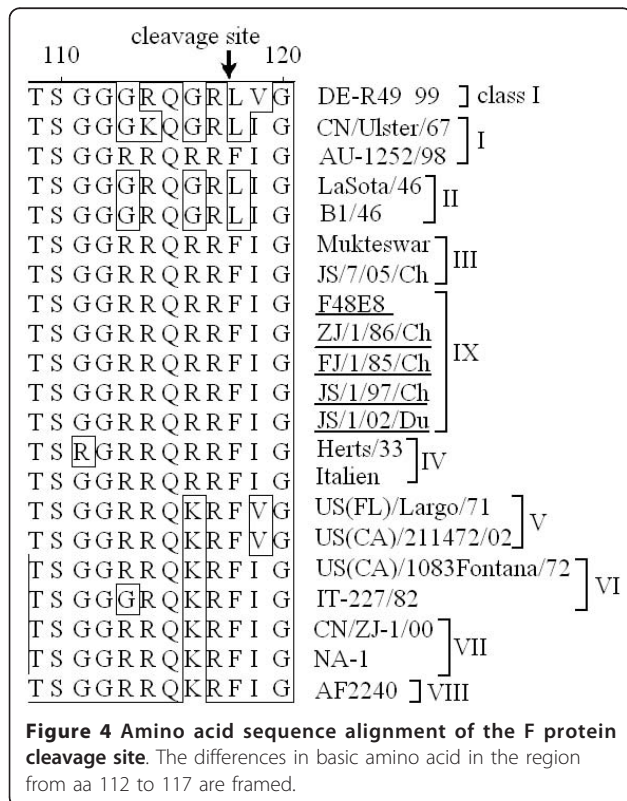 cleavage site
110 120
T S G G G R Q G R L V G DE-R49 99 class I
T S G G G K Q G R L I G CN/Ulster/67
T S G G R R Q R R F I G AU-1252/98
I
T S G G G R Q G R L I G LaSota/46
T S G G G R Q G R L I G B1/46
II
T S G G R R Q R R F I G Mukteswar
T S G G R R Q R R F I G JS/7/05/Ch
III
T S G G R R Q R R F I G F48E8
T S G G R R Q R R F I G ZJ/1/86/Ch
T S G G R R Q R R F I G FJ/1/85/Ch
T S G G R R Q R R F I G JS/1/97/Ch
T S G G R R Q R R F I G JS/1/02/Du
IX
T S R G R R Q R R F I G Herts/33
T S G G R R Q R R F I G Italien
IV
T S G G R R Q K R F V G US(FL)/Largo/71
T S G G R R Q K R F V G US(CA)/211472/02
V
T S G G R R Q K R F I G US(CA)/1083Fontana/72
T S G G G R Q K R F I G IT-227/82
VI
T S G G R R Q K R F I G CN/ZJ-1/00
T S G G R R Q K R F I G NA-1
VII
T S G G R R Q K R F I G AF2240 VIII
Figure 4 Amino acid sequence alignment of the F protein
cleavage site. The differences in basic amino acid in the region
from aa 112 to 117 are framed.